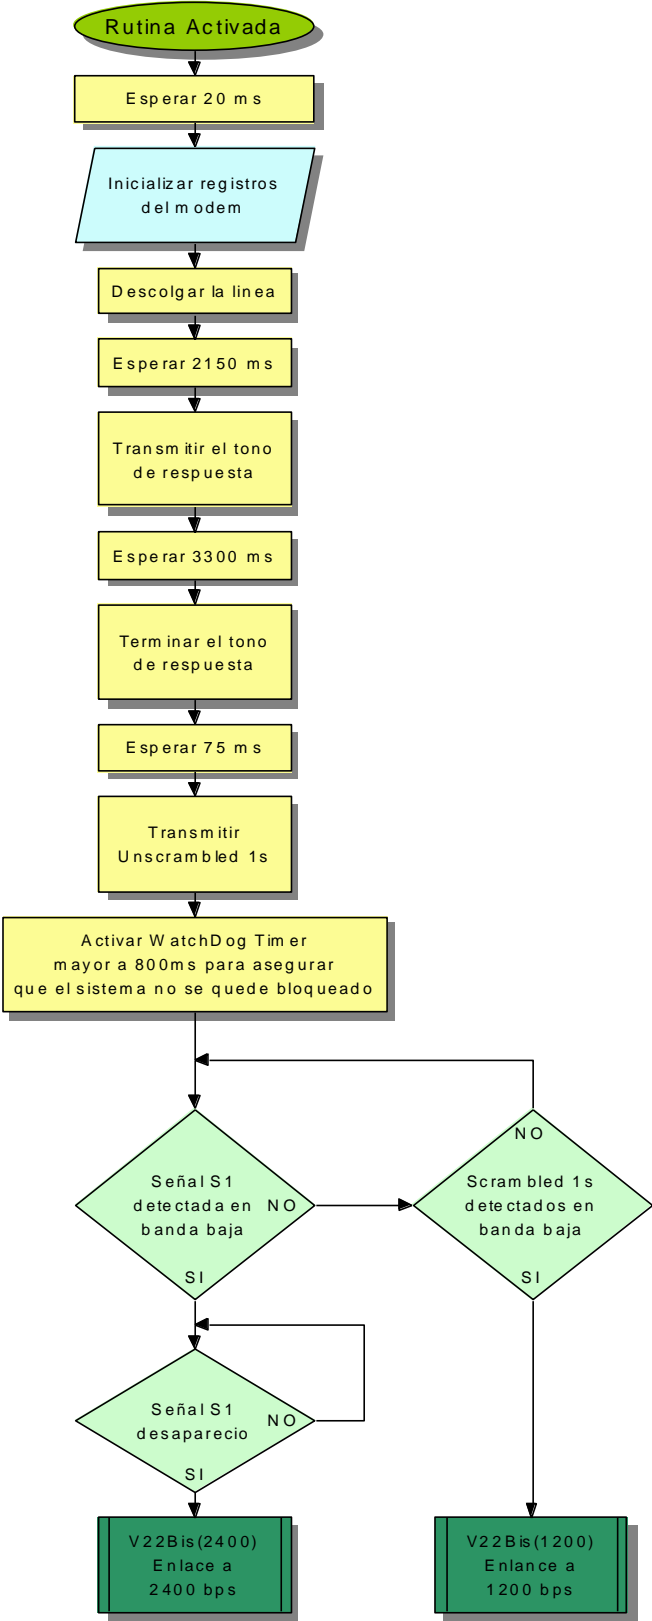 Rutina Activada
Esperar 20 ms
Inicializar registros
del modem
Descolgar la linea
Esperar 2150 ms
Transmitir el tono
de respuesta
Esperar 3300 ms
Terminar el tono
de respuesta
Esperar 75 ms
Transmitir
Unscrambled 1s
Activar WatchDog Timer
mayor a 800ms para asegurar
que el sistema no se quede bloqueado
Señal S1
detectada en
banda baja
NO
SI
NO
Scrambled 1s
detectados en
banda baja
SI
Señal S1
desaparecio
NO
SI
V22Bis(2400)
Enlace a
2400 bps
V22Bis(1200)
Enlance a
1200 bps